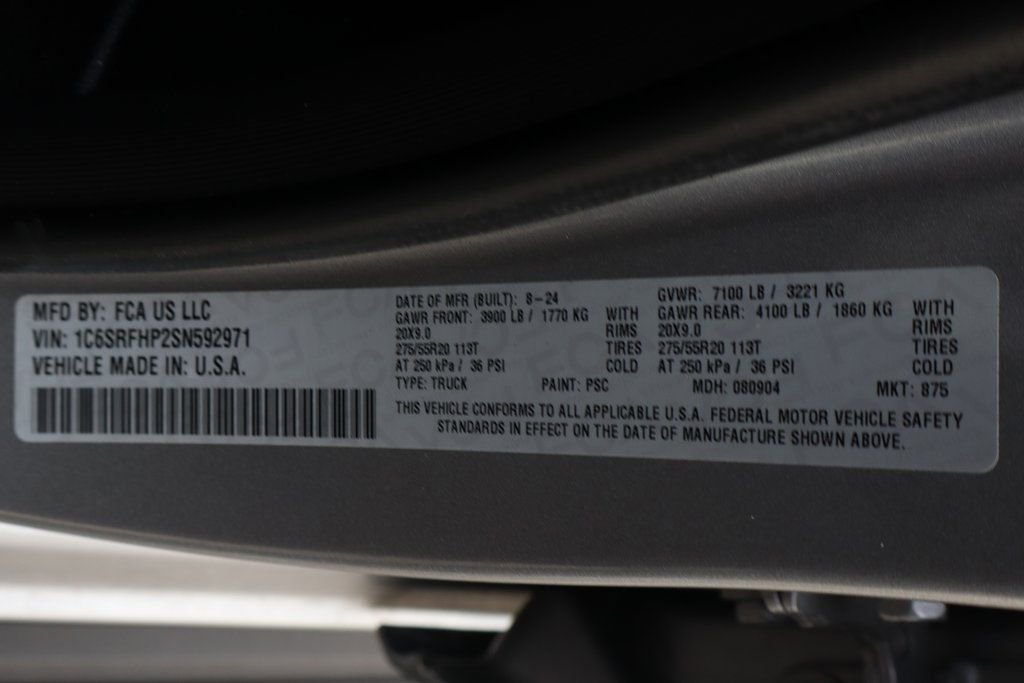 MFD BY: FCA US LLC
VIN: 1C6SRFHP2SN592971
VEHICLE MADE IN: U.S.A.
DATE OF MFR (BUILT): 8-24
GVWR: 7100 LB / 3221 KG
GAWR FRONT: 3900 LB / 1770 KG WITH
GAWR REAR: 4100 LB / 1860 KG WITH
20X9.0 RIMS
20X9.0 RIMS
275/55R20 113T TIRES
275/55R20 113T TIRES
AT 250 kPa / 36 PSI COLD
AT 250 kPa / 36 PSI COLD
TYPE: TRUCK PAINT: PSC MDH: 080904 MKT: 875
THIS VEHICLE CONFORMS TO ALL APPLICABLE U.S.A. FEDERAL MOTOR VEHICLE SAFETY
STANDARDS IN EFFECT ON THE DATE OF MANUFACTURE SHOWN ABOVE.